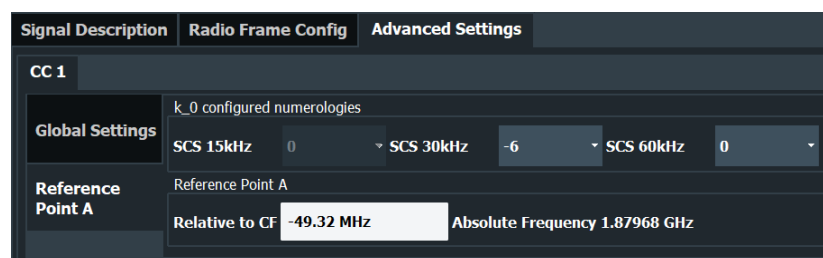 Signal Description Radio Frame Config Advanced Settings
CC 1
k_0 configured numerologies
Global Settings
SCS 15kHz 0 SCS 30kHz -6 SCS 60kHz 0
Reference Point A
Reference Point A
Relative to CF -49.32 MHz Absolute Frequency 1.87968 GHz